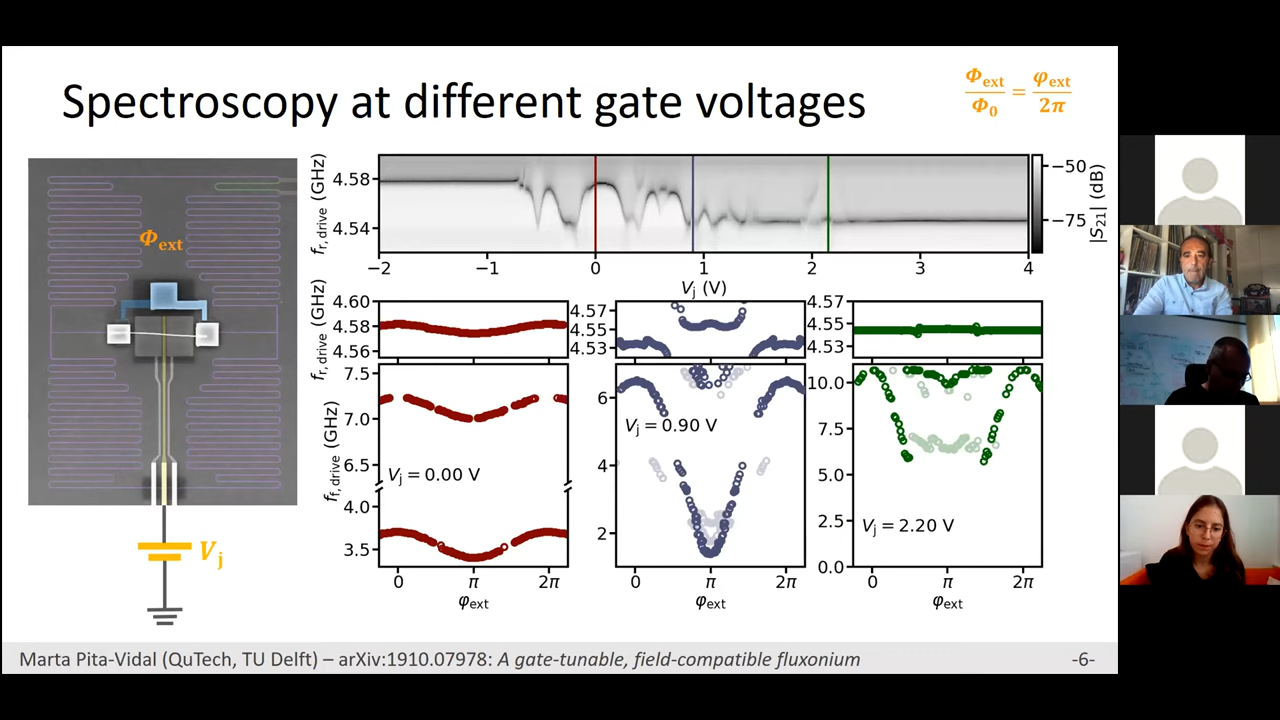 Spectroscopy at different gate voltages
Φext/Φ0 = φext/2π
Φext
Vj
fr,drive (GHz)
4.58
4.54
−2 −1 0 1 2 3 4
Vj (V)
−50
−75
|S21| (dB)
fr,drive (GHz)
4.60
4.58
4.56
4.57
4.55
4.53
4.57
4.55
4.53
ff,drive (GHz)
7.5
7.0
6.5
4.0
3.5
Vj = 0.00 V
0 π 2π
φext
6
4
2
Vj = 0.90 V
0 π 2π
φext
10.0
7.5
5.0
2.5
0.0
Vj = 2.20 V
0 π 2π
φext
Marta Pita-Vidal (QuTech, TU Delft) – arXiv:1910.07978: A gate-tunable, field-compatible fluxonium
-6-